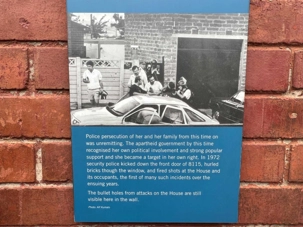 Police persecution of her and her family from this time on
was unremitting. The apartheid government by this time
recognised her own political involvement and strong popular
support and she became a target in her own right. In 1972
security police kicked down the front door of 8115, hurled
bricks though the window, and fired shots at the House and
its occupants, the first of many such incidents over the
ensuing years.
The bullet holes from attacks on the House are still
visible here in the wall.